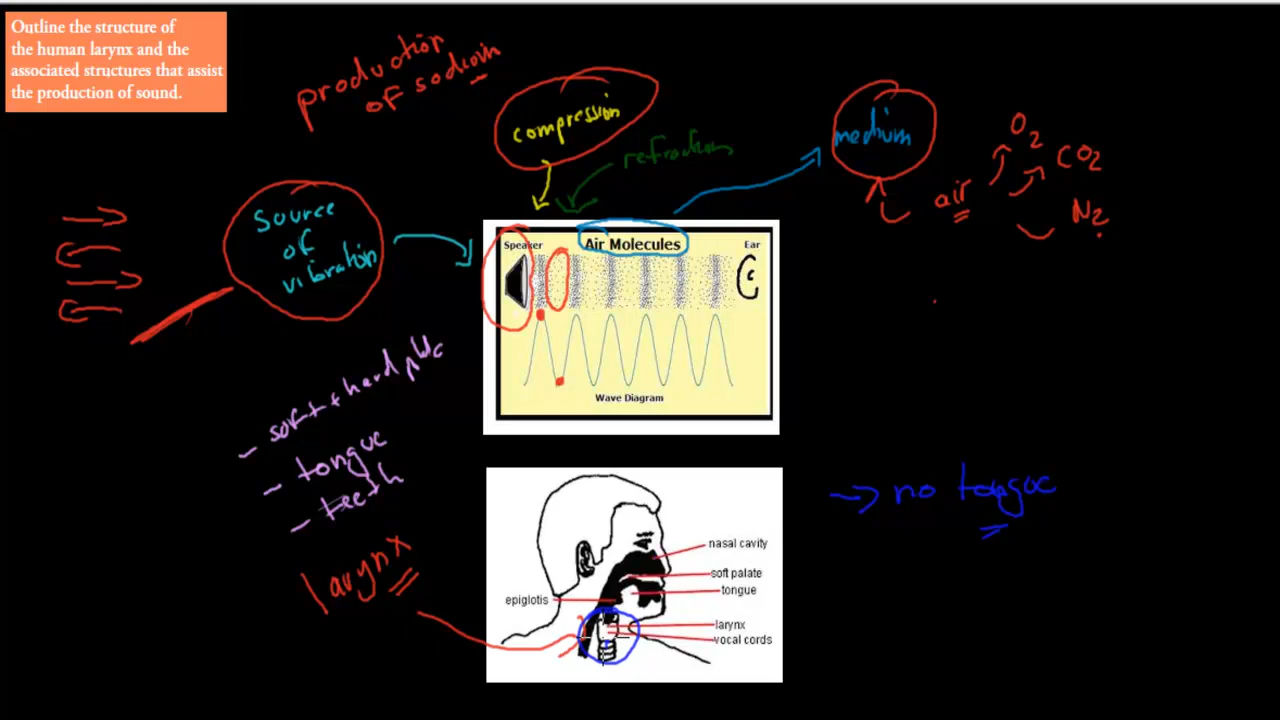 Outline the structure of
the human larynx and the
associated structures that assist
the production of sound.
production
of sodium
compression
refractions
medium
air
O2
CO2
N2
Source
of
vibration
Speaker
Air Molecules
Ear
Wave Diagram
- soft + hard
- tongue
- teeth
larynx
→ no tongue
nasal cavity
soft palate
tongue
epiglotis
larynx
vocal cords